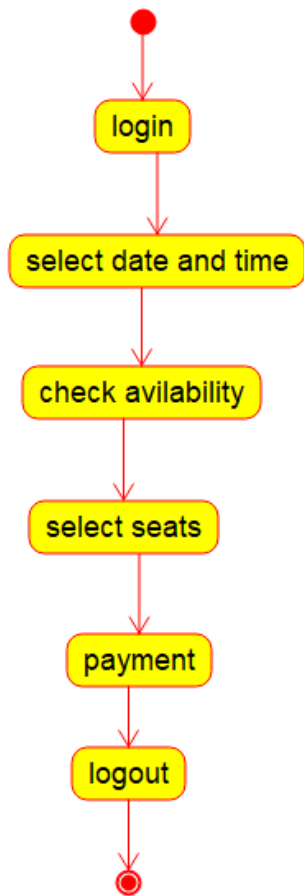 login
select date and time
check avilability
select seats
payment
logout